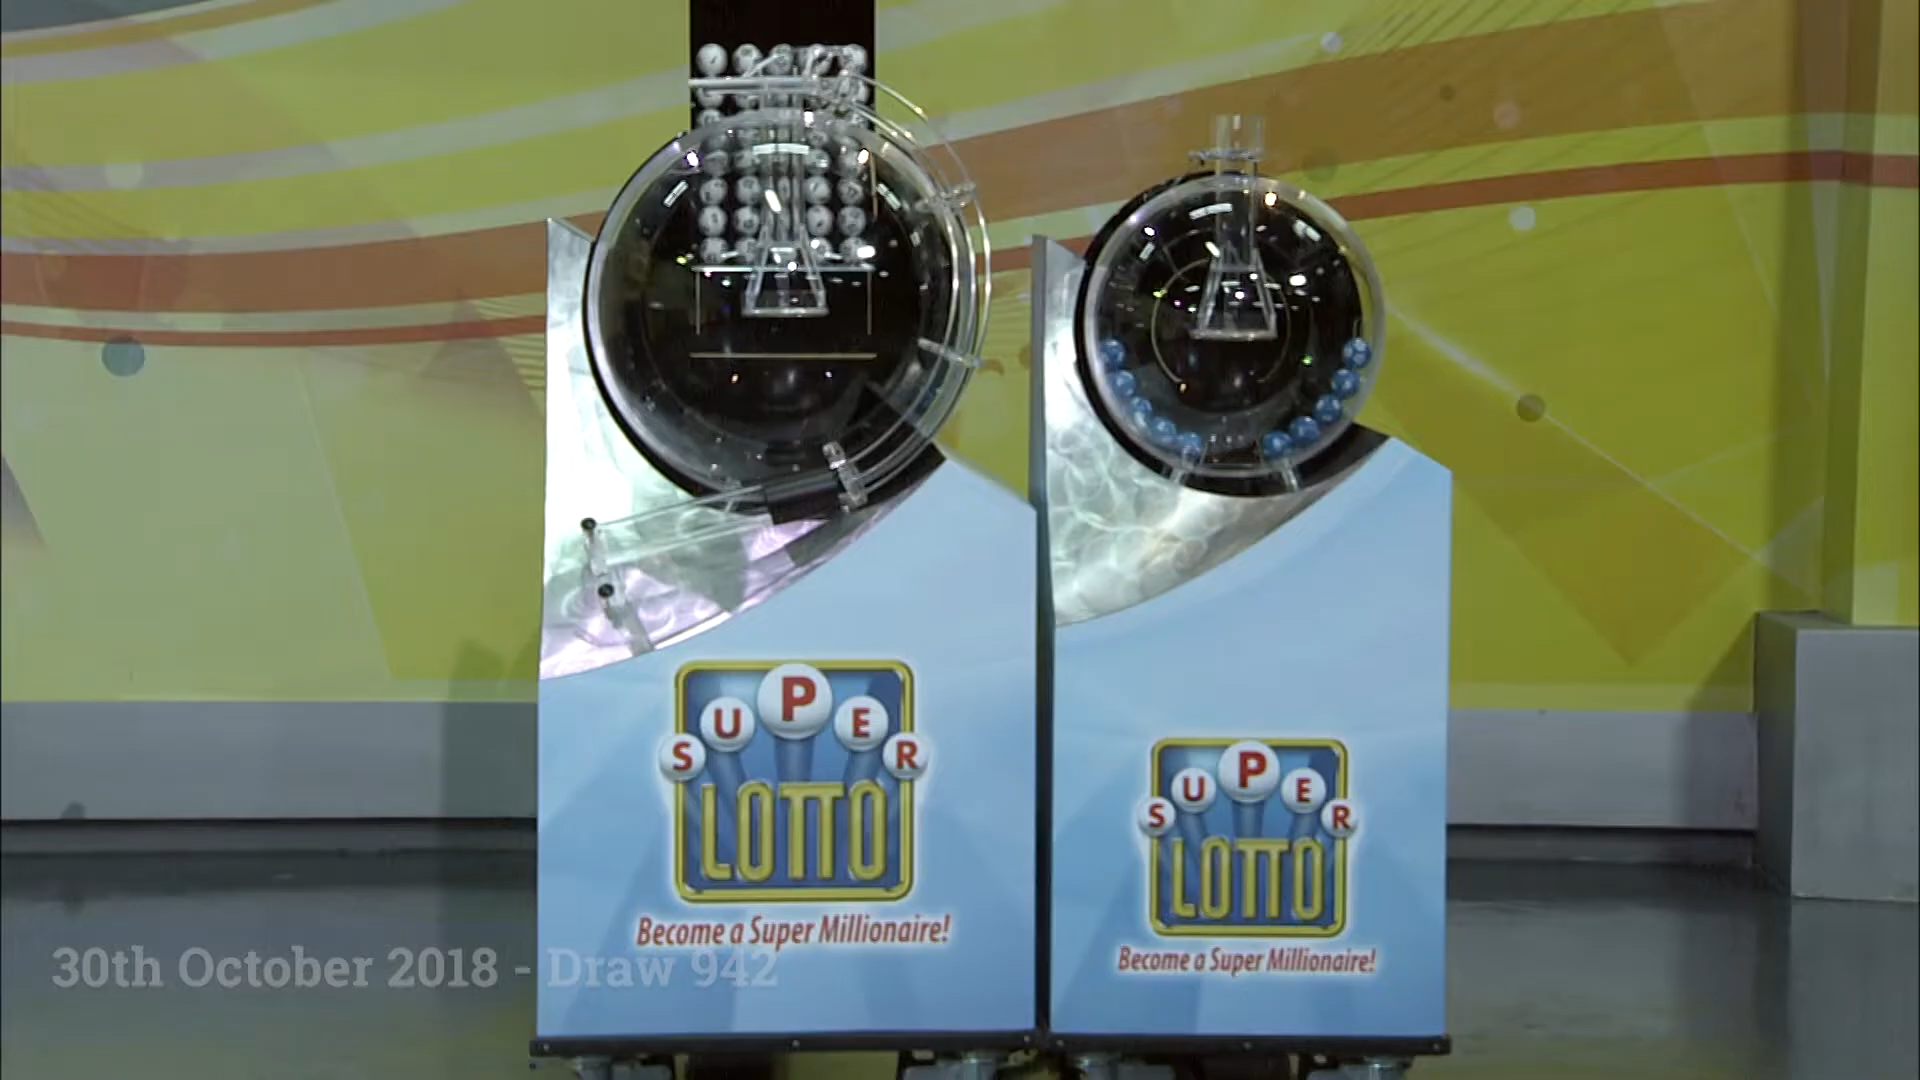 SUPER
LOTTO
Become a Super Millionaire!
SUPER
LOTTO
Become a Super Millionaire!
30th October 2018 - Draw 942